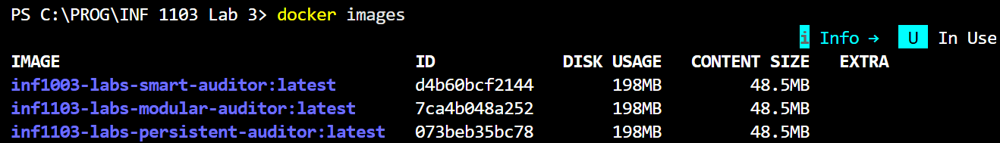 PS C:\PROG\INF 1103 Lab 3> docker images
i Info → U In Use
IMAGE ID DISK USAGE CONTENT SIZE EXTRA
inf1003-labs-smart-auditor:latest d4b60bcf2144 198MB 48.5MB
inf1103-labs-modular-auditor:latest 7ca4b048a252 198MB 48.5MB
inf1103-labs-persistent-auditor:latest 073beb35bc78 198MB 48.5MB